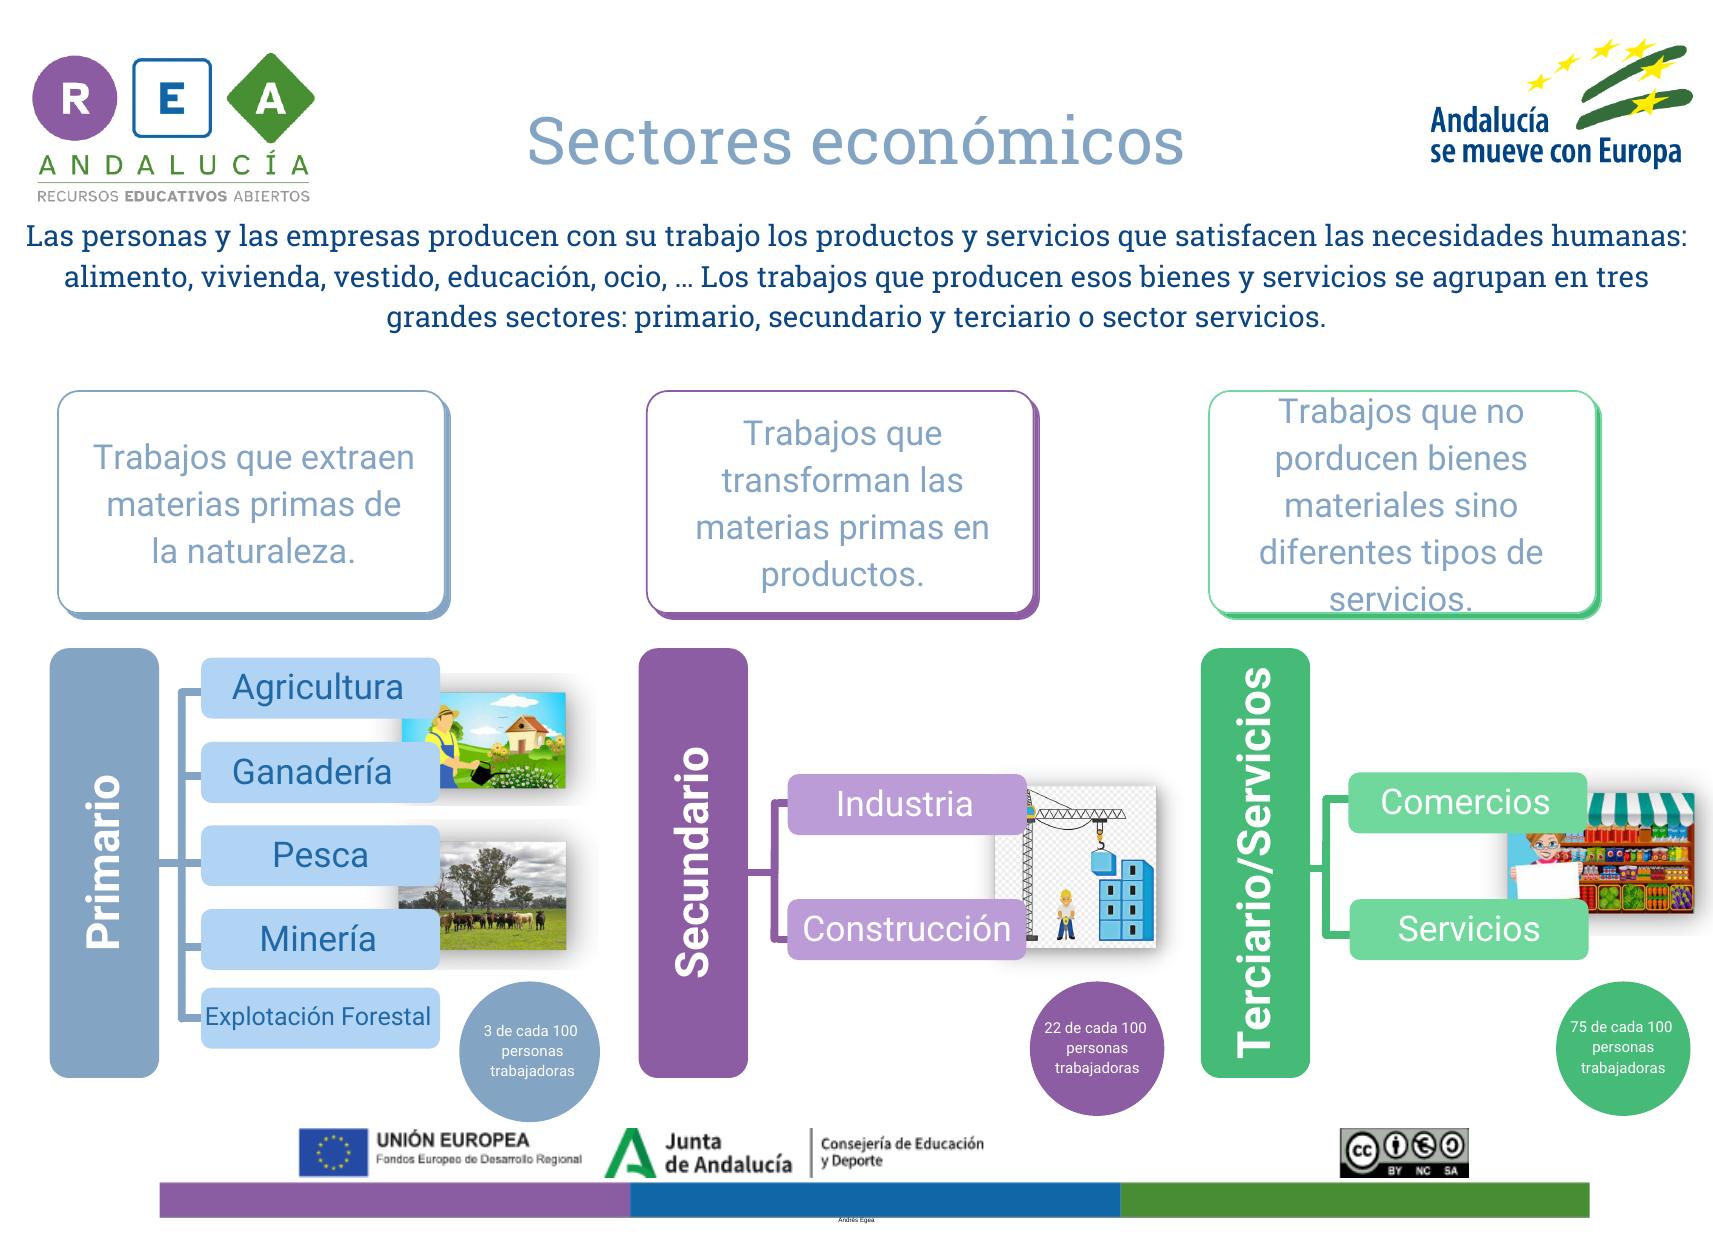 R E A
ANDALUCÍA
RECURSOS EDUCATIVOS ABIERTOS
Sectores económicos
Andalucía
se mueve con Europa
Las personas y las empresas producen con su trabajo los productos y servicios que satisfacen las necesidades humanas:
alimento, vivienda, vestido, educación, ocio, ... Los trabajos que producen esos bienes y servicios se agrupan en tres
grandes sectores: primario, secundario y terciario o sector servicios.
Trabajos que extraen
materias primas de
la naturaleza.
Trabajos que
transforman las
materias primas en
productos.
Trabajos que no
porducen bienes
materiales sino
diferentes tipos de
servicios.
Primario
Agricultura
Ganadería
Pesca
Minería
Explotación Forestal
3 de cada 100
personas
trabajadoras
Secundario
Industria
Construcción
22 de cada 100
personas
trabajadoras
Terciario/Servicios
Comercios
Servicios
75 de cada 100
personas
trabajadoras
UNIÓN EUROPEA
Fondos Europeo de Desarrollo Regional
Junta
de Andalucía
Consejería de Educación
y Deporte
cc
BY NC SA
Andrés Egea